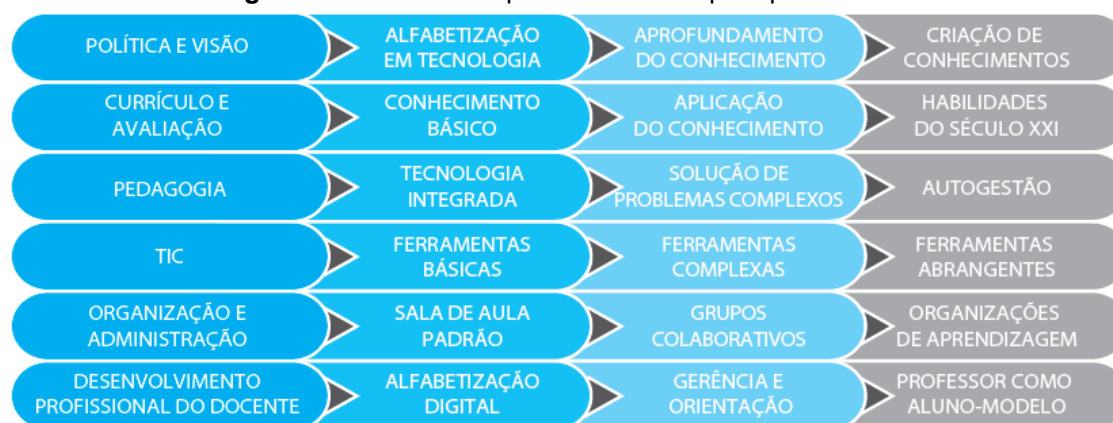 POLÍTICA E VISÃO
ALFABETIZAÇÃO
EM TECNOLOGIA
APROFUNDAMENTO
DO CONHECIMENTO
CRIAÇÃO DE
CONHECIMENTOS
CURRÍCULO E
AVALIAÇÃO
CONHECIMENTO
BÁSICO
APLICAÇÃO
DO CONHECIMENTO
HABILIDADES
DO SÉCULO XXI
PEDAGOGIA
TECNOLOGIA
INTEGRADA
SOLUÇÃO DE
PROBLEMAS COMPLEXOS
AUTOGESTÃO
TIC
FERRAMENTAS
BÁSICAS
FERRAMENTAS
COMPLEXAS
FERRAMENTAS
ABRANGENTES
ORGANIZAÇÃO E
ADMINISTRAÇÃO
SALA DE AULA
PADRÃO
GRUPOS
COLABORATIVOS
ORGANIZAÇÕES
DE APRENDIZAGEM
DESENVOLVIMENTO
PROFISSIONAL DO DOCENTE
ALFABETIZAÇÃO
DIGITAL
GERÊNCIA E
ORIENTAÇÃO
PROFESSOR COMO
ALUNO-MODELO